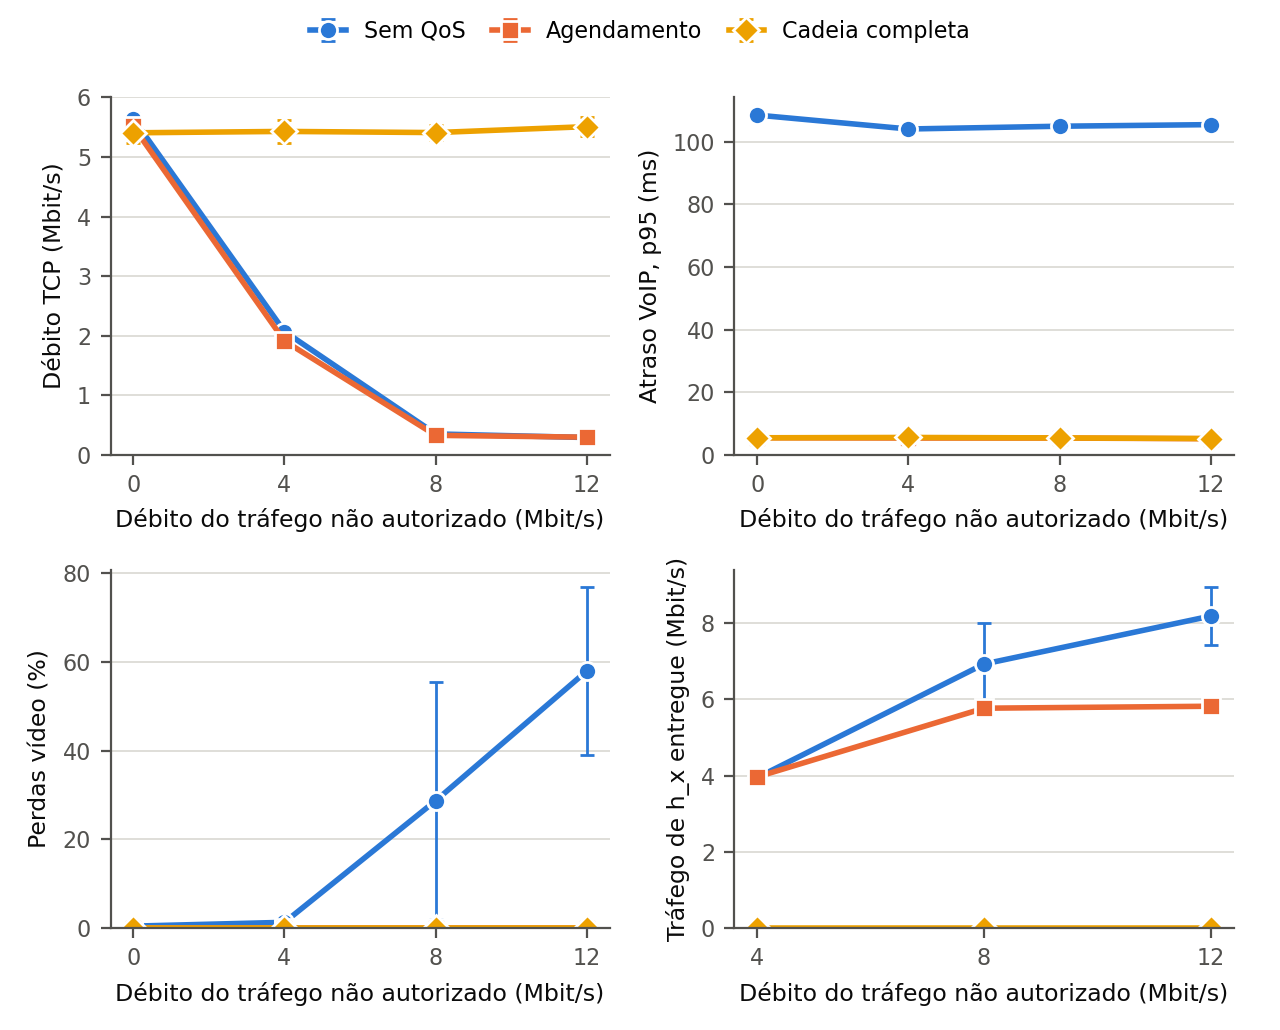 Sem QoS Agendamento Cadeia completa
Débito TCP (Mbit/s)
6
5
4
3
2
1
0
0 4 8 12
Débito do tráfego não autorizado (Mbit/s)
Atraso VoIP, p95 (ms)
100
80
60
40
20
0
0 4 8 12
Débito do tráfego não autorizado (Mbit/s)
Perdas vídeo (%)
80
60
40
20
0
0 4 8 12
Débito do tráfego não autorizado (Mbit/s)
Tráfego de h_x entregue (Mbit/s)
8
6
4
2
0
4 8 12
Débito do tráfego não autorizado (Mbit/s)